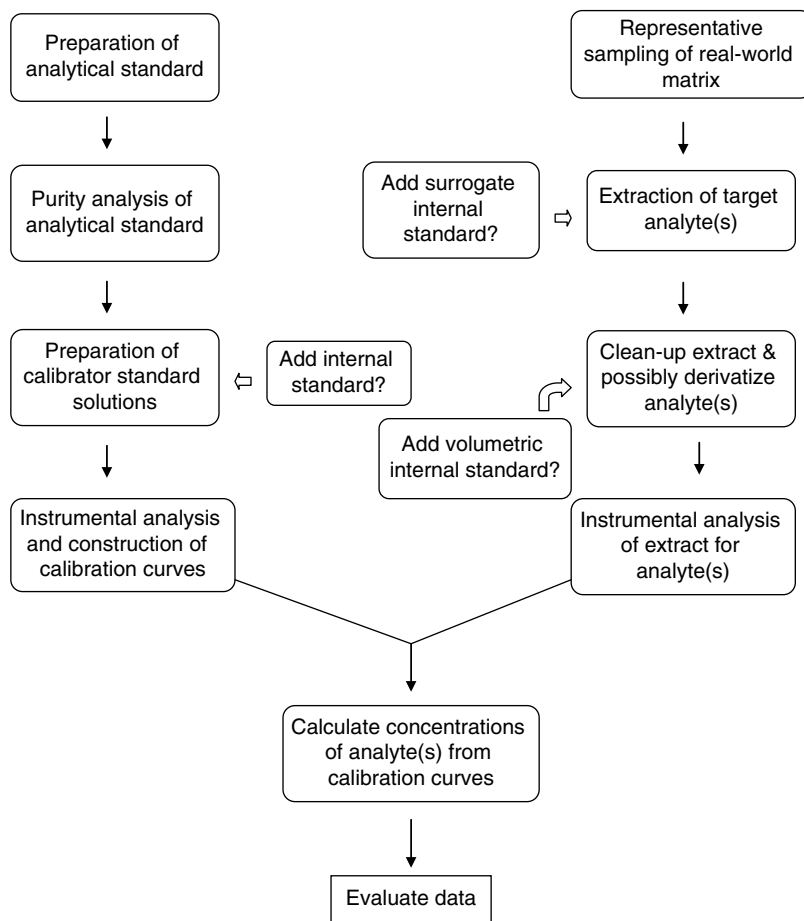 Preparation of
analytical standard
Representative
sampling of real-world
matrix
Purity analysis of
analytical standard
Add surrogate
internal
standard?
Extraction of target
analyte(s)
Preparation of
calibrator standard
solutions
Add internal
standard?
Clean-up extract &
possibly derivatize
analyte(s)
Add volumetric
internal standard?
Instrumental analysis
and construction of
calibration curves
Instrumental analysis
of extract for
analyte(s)
Calculate concentrations
of analyte(s) from
calibration curves
Evaluate data